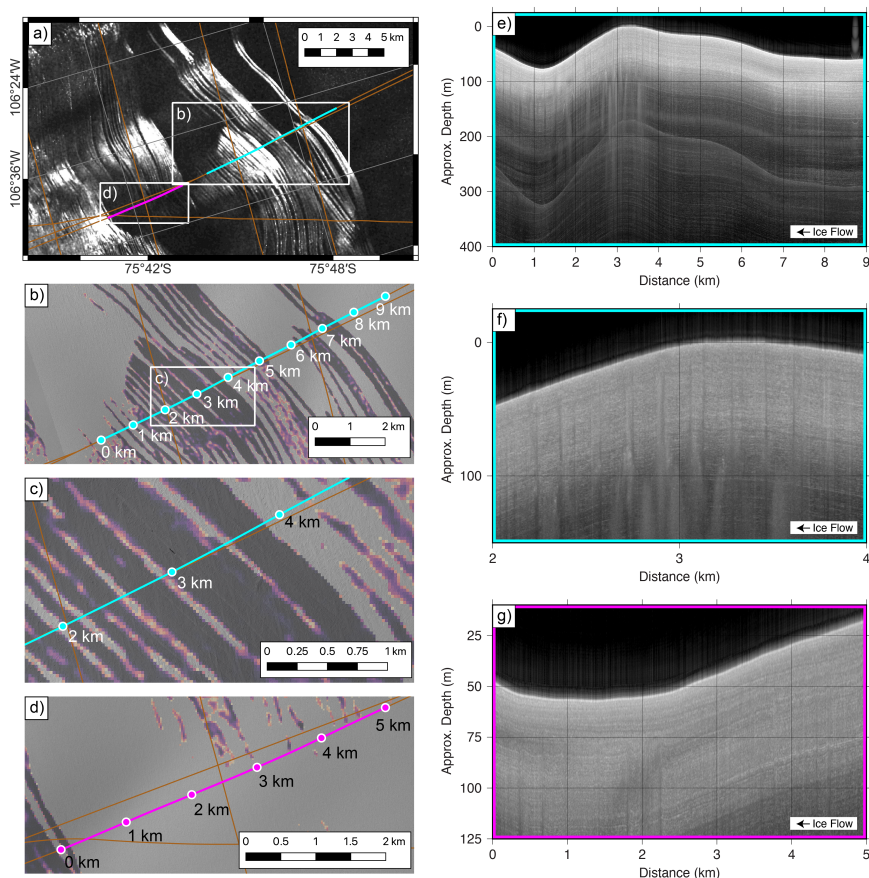 a)
0 1 2 3 4 5 km
106°24'W
106°36'W
b)
d)
75°42'S
75°48'S
b)
9 km
8 km
7 km
6 km
5 km
c)
4 km
3 km
2 km
1 km
0 km
0 1 2 km
c)
4 km
3 km
2 km
0 0.25 0.5 0.75 1 km
d)
5 km
4 km
3 km
2 km
1 km
0 km
0 0.5 1 1.5 2 km
e)
Approx. Depth (m)
0
100
200
300
400
Ice Flow
0 1 2 3 4 5 6 7 8 9
Distance (km)
f)
Approx. Depth (m)
0
100
Ice Flow
2 3 4
Distance (km)
g)
Approx. Depth (m)
25
50
75
100
125
Ice Flow
0 1 2 3 4 5
Distance (km)